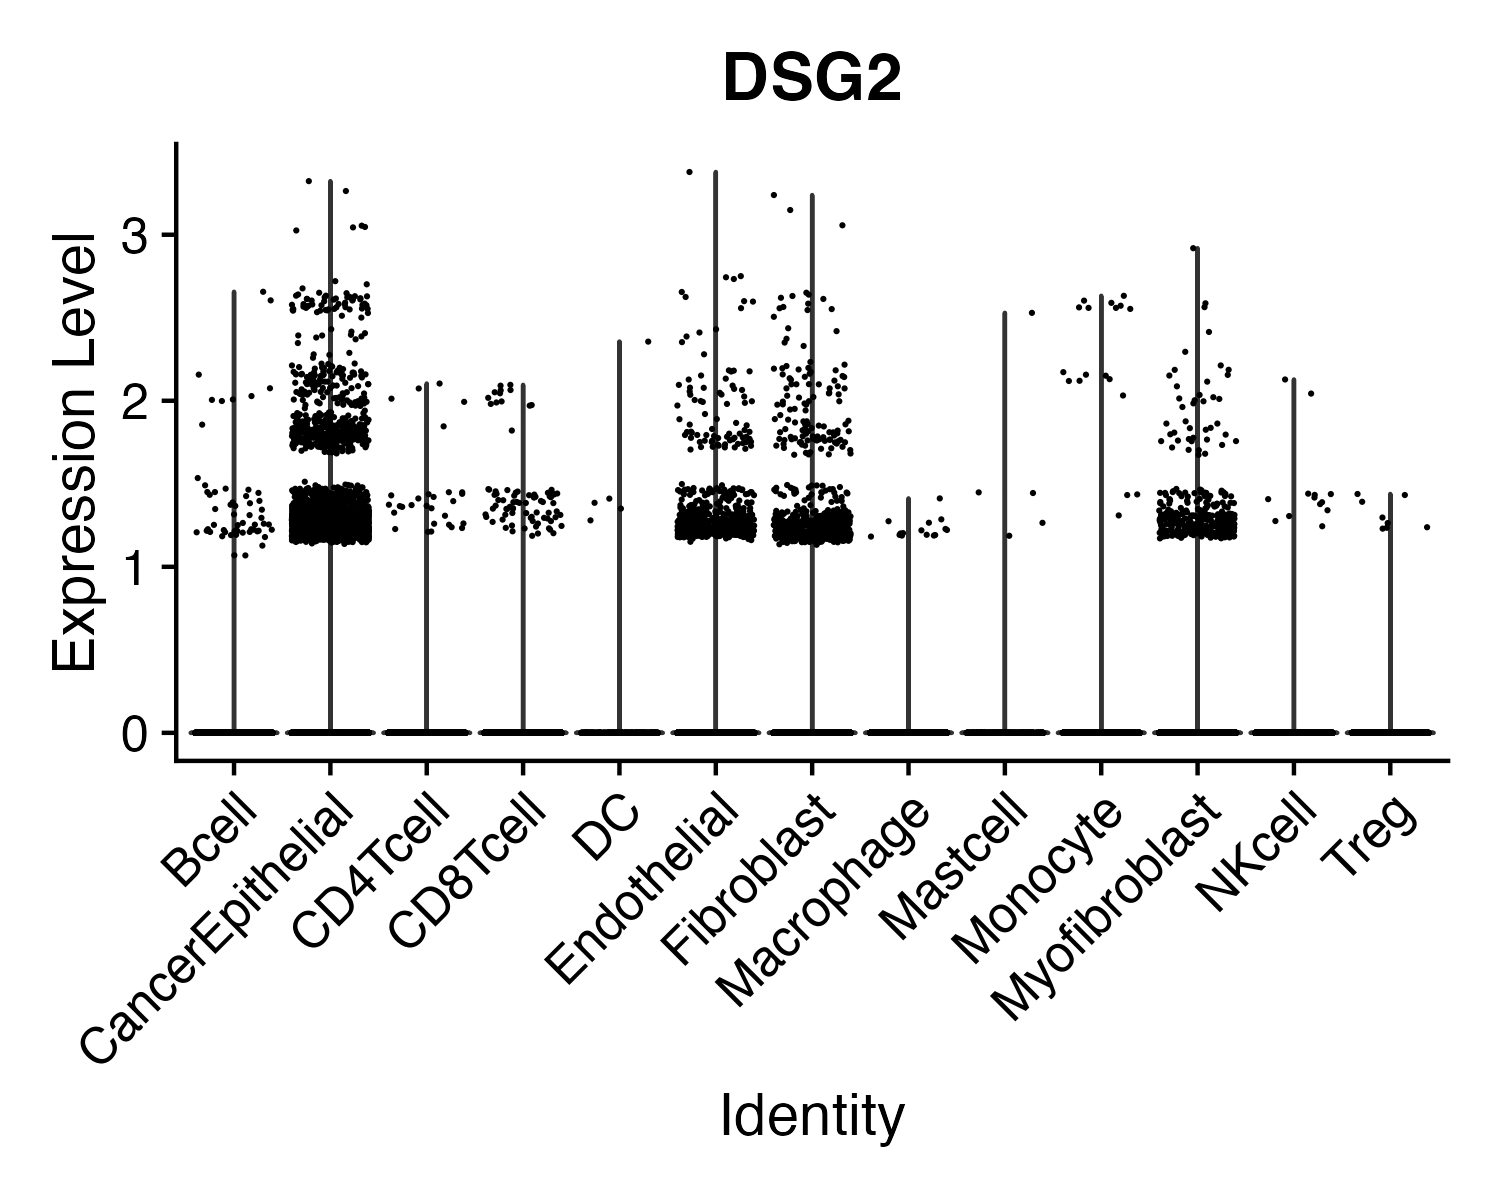 DSG2
Expression Level
3
2
1
0
Bcell
CancerEpithelial
CD4Tcell
CD8Tcell
DC
Endothelial
Fibroblast
Macrophage
Mastcell
Monocyte
Myofibroblast
NKcell
Treg
Identity